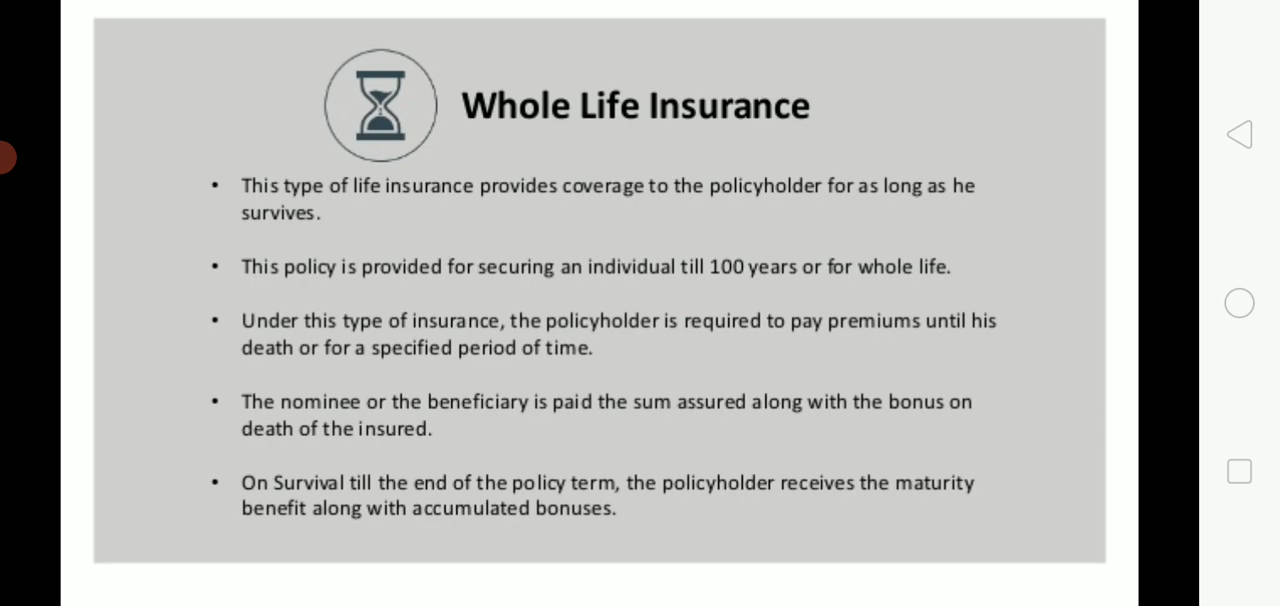 Whole Life Insurance
• This type of life insurance provides coverage to the policyholder for as long as he
survives.
• This policy is provided for securing an individual till 100 years or for whole life.
• Under this type of insurance, the policyholder is required to pay premiums until his
death or for a specified period of time.
• The nominee or the beneficiary is paid the sum assured along with the bonus on
death of the insured.
• On Survival till the end of the policy term, the policyholder receives the maturity
benefit along with accumulated bonuses.